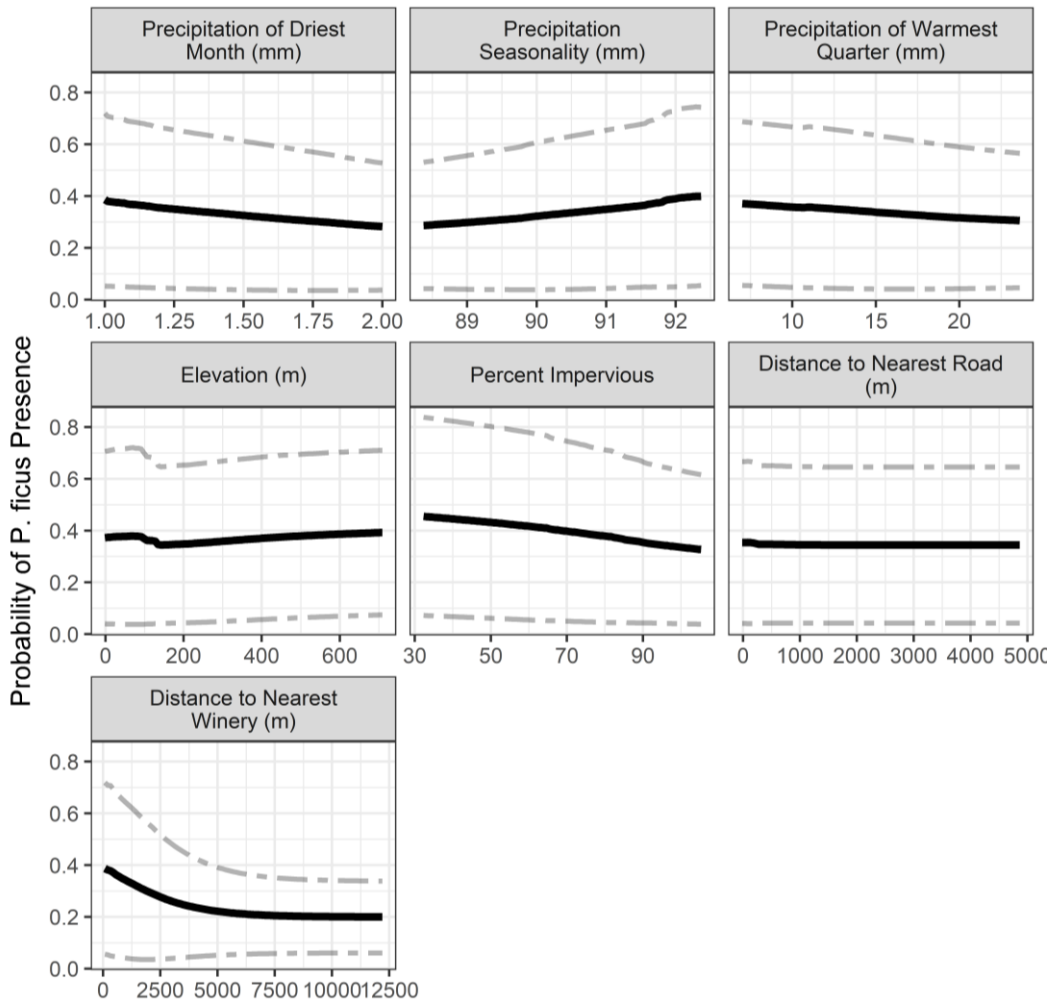 Precipitation of Driest
Month (mm)
Precipitation
Seasonality (mm)
Precipitation of Warmest
Quarter (mm)
0.8
0.6
0.4
0.2
0.0
1.00 1.25 1.50 1.75 2.00
89 90 91 92
10 15 20
Probability of P. ficus Presence
Elevation (m)
Percent Impervious
Distance to Nearest Road
(m)
0.8
0.6
0.4
0.2
0.0
0 200 400 600
30 50 70 90
0 1000 2000 3000 4000 5000
Distance to Nearest
Winery (m)
0.8
0.6
0.4
0.2
0.0
0 2500 5000 7500 10000 12500